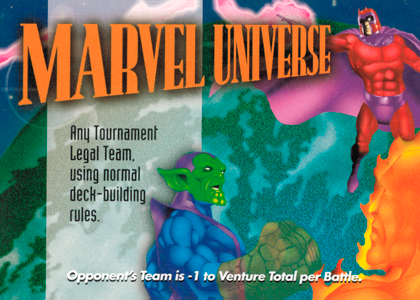 MARVEL UNIVERSE
Any Tournament
Legal Team,
using normal
deck-building
rules.
Opponent's Team is -1 to Venture Total per Battle.